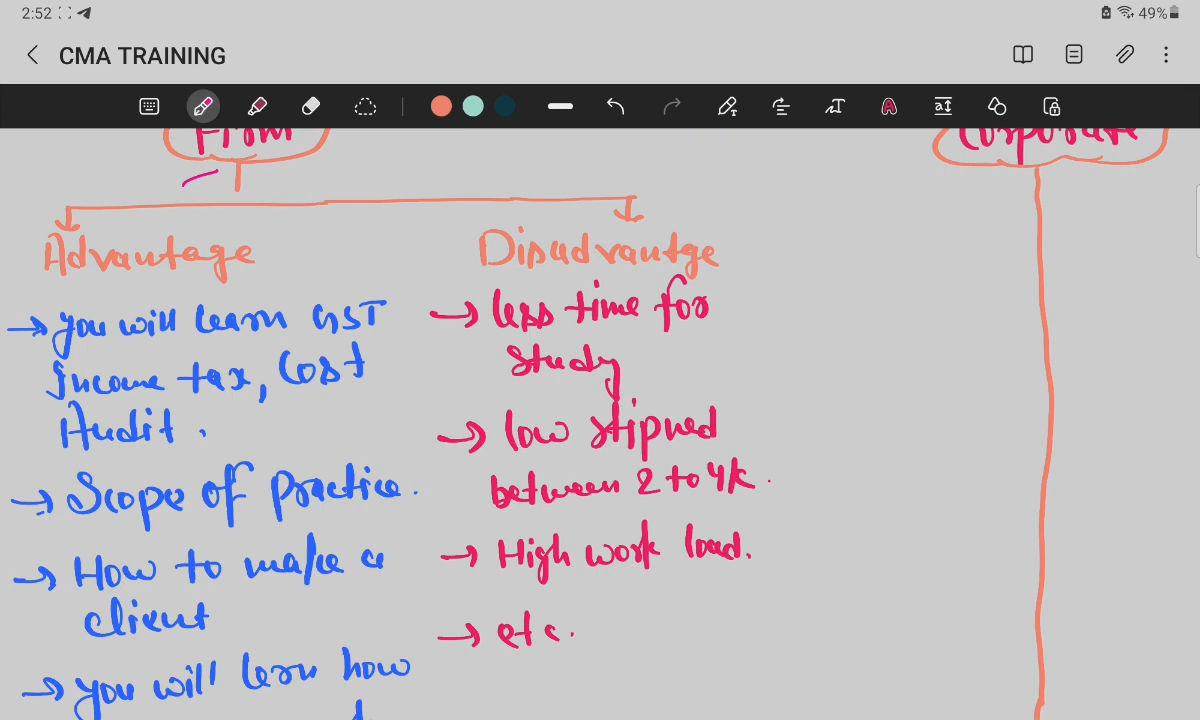 2:52
49%
CMA TRAINING
Firm
Corporate
Advantage
→ you will learn GST
Income tax, Cost
Audit.
→ Scope of Practice.
→ How to make a
client
→ you will learn how
Disadvantge
→ less time for
study
→ low stipned
between 2 to 4k.
→ High work load.
→ etc.